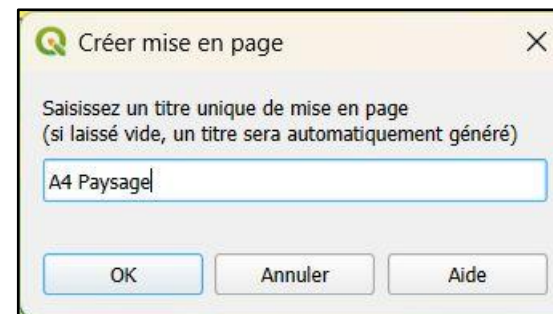 Créer mise en page
Saisissez un titre unique de mise en page
(si laissé vide, un titre sera automatiquement généré)
A4 Paysage
OK Annuler Aide